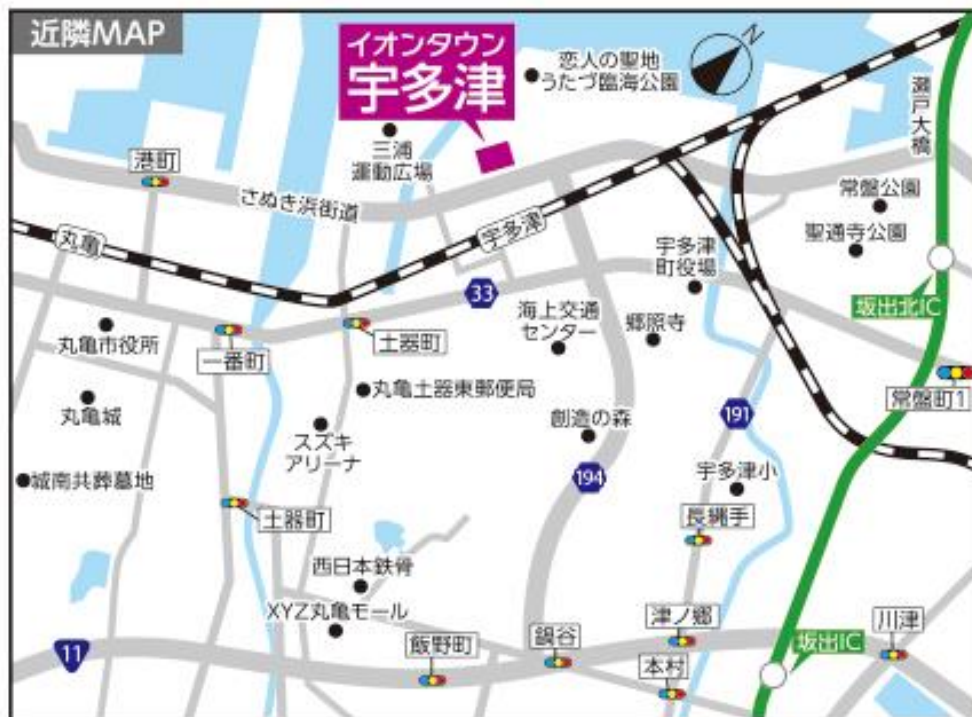 近隣MAP
イオンタウン
宇多津
N
恋人の聖地
うたづ臨海公園
瀬戸大橋
三浦
運動広場
港町
さぬき浜街道
常盤公園
聖通寺公園
丸亀
宇多津
宇多津
町役場
坂出北IC
33
海上交通
センター
郷照寺
丸亀市役所
一番町
土器町
丸亀土器東郵便局
常盤町1
丸亀城
創造の森
191
スズキ
アリーナ
城南共葬墓地
194
宇多津小
土器町
長縄手
西日本鉄骨
XYZ丸亀モール
11
飯野町
鍋谷
津ノ郷
本村
坂出IC
川津